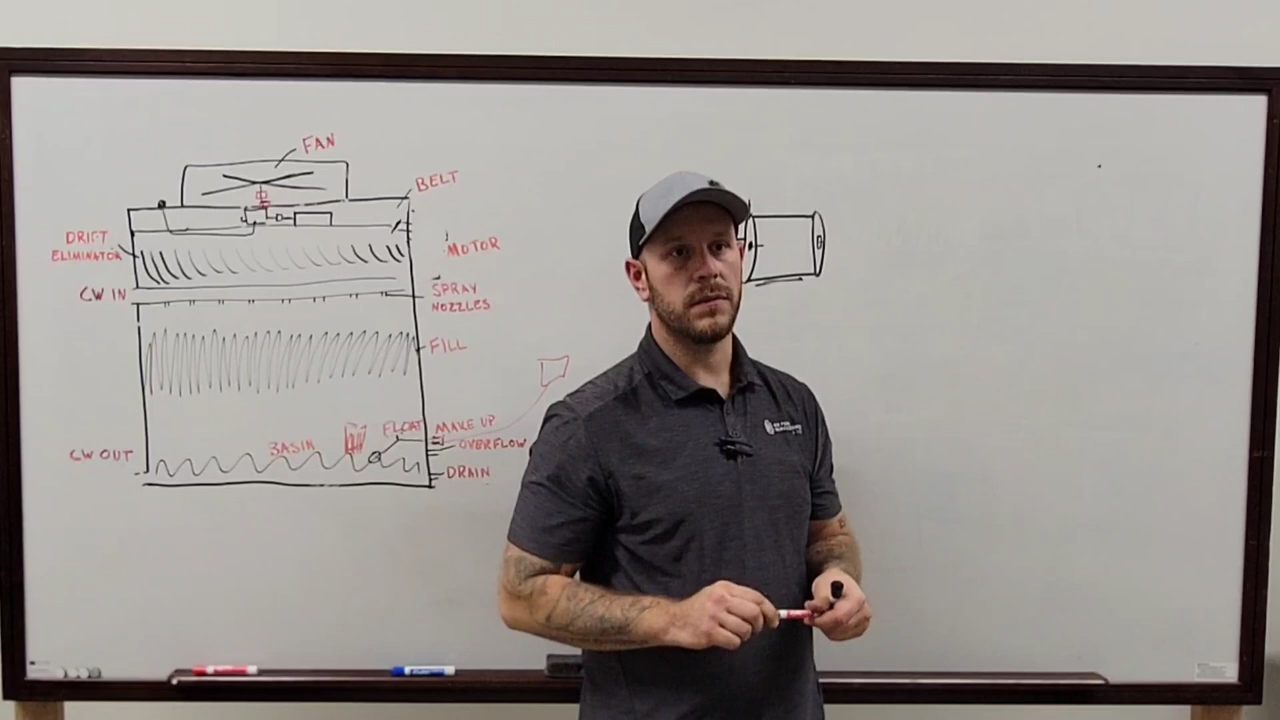 FAN
BELT
DRIFT
ELIMINATOR
MOTOR
CW IN
SPRAY
NOZZLES
FILL
FLOAT
MAKE UP
BASIN
OVERFLOW
CW OUT
DRAIN